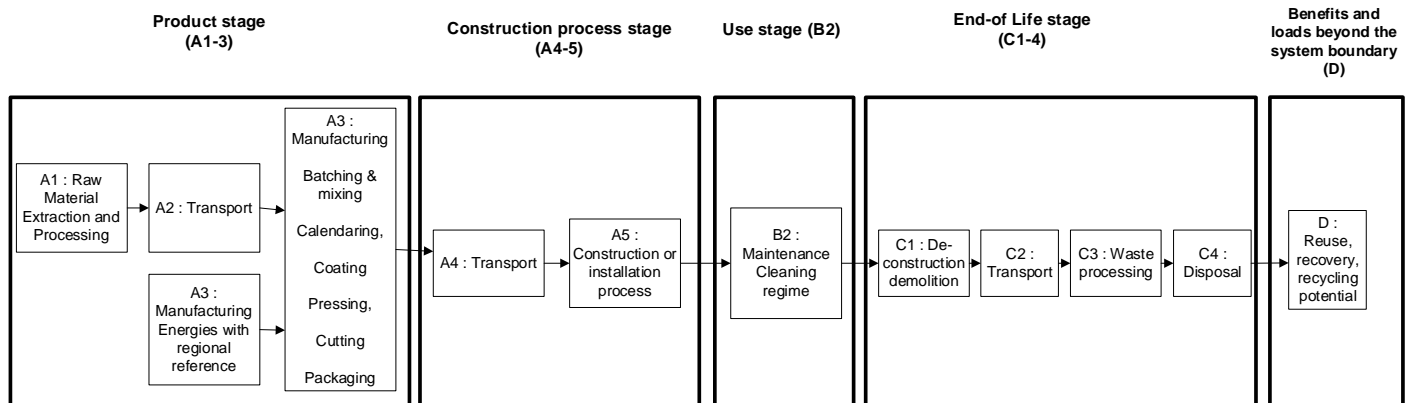 Product stage
(A1-3)
Construction process stage
(A4-5)
Use stage (B2)
End-of Life stage
(C1-4)
Benefits and
loads beyond the
system boundary
(D)
A1 : Raw
Material
Extraction and
Processing
A2 : Transport
A3 :
Manufacturing
Energies with
regional
reference
A3 :
Manufacturing
Batching &
mixing
Calendaring,
Coating
Pressing,
Cutting
Packaging
A4 : Transport
A5 :
Construction or
installation
process
B2 :
Maintenance
Cleaning
regime
C1 : De-
construction
demolition
C2 :
Transport
C3 : Waste
processing
C4 :
Disposal
D :
Reuse,
recovery,
recycling
potential